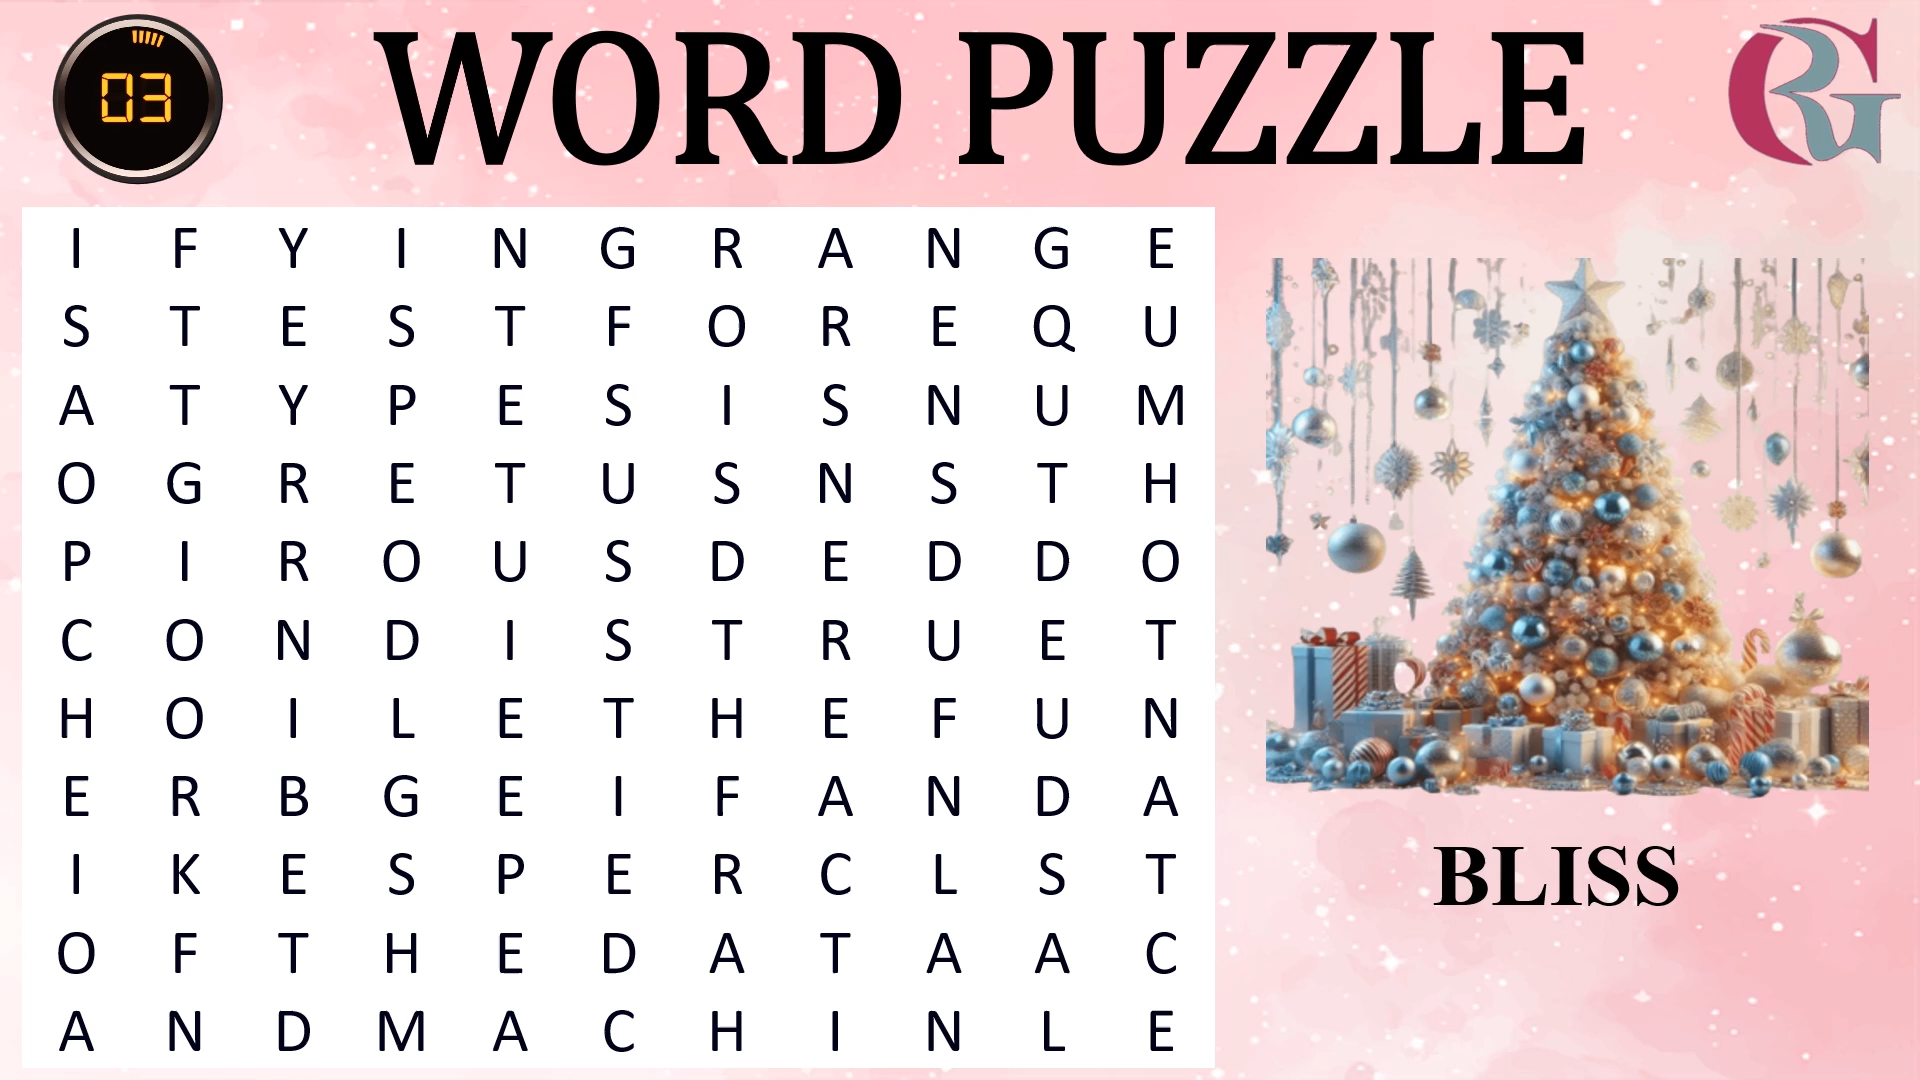 03
WORD PUZZLE
I F Y I N G R A N G E
S T E S T F O R E Q U
A T Y P E S I S N U M
O G R E T U S N S T H
P I R O U S D E D D O
C O N D I S T R U E T
H O I L E T H E F U N
E R B G E I F A N D A
I K E S P E R C L S T
O F T H E D A T A A C
A N D M A C H I N L E
BLISS